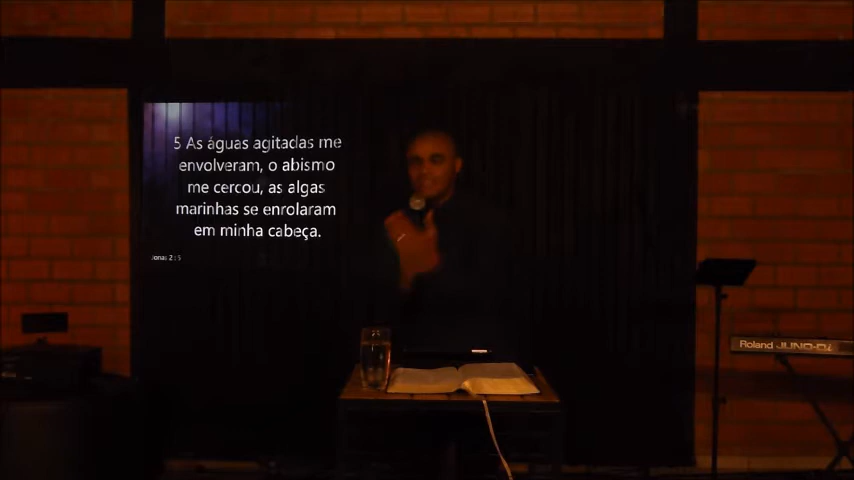 5 As águas agitadas me
envolveram, o abismo
me cercou, as algas
marinhas se enrolaram
em minha cabeça.
Jonas 2 : 5
Roland JUNO-Di